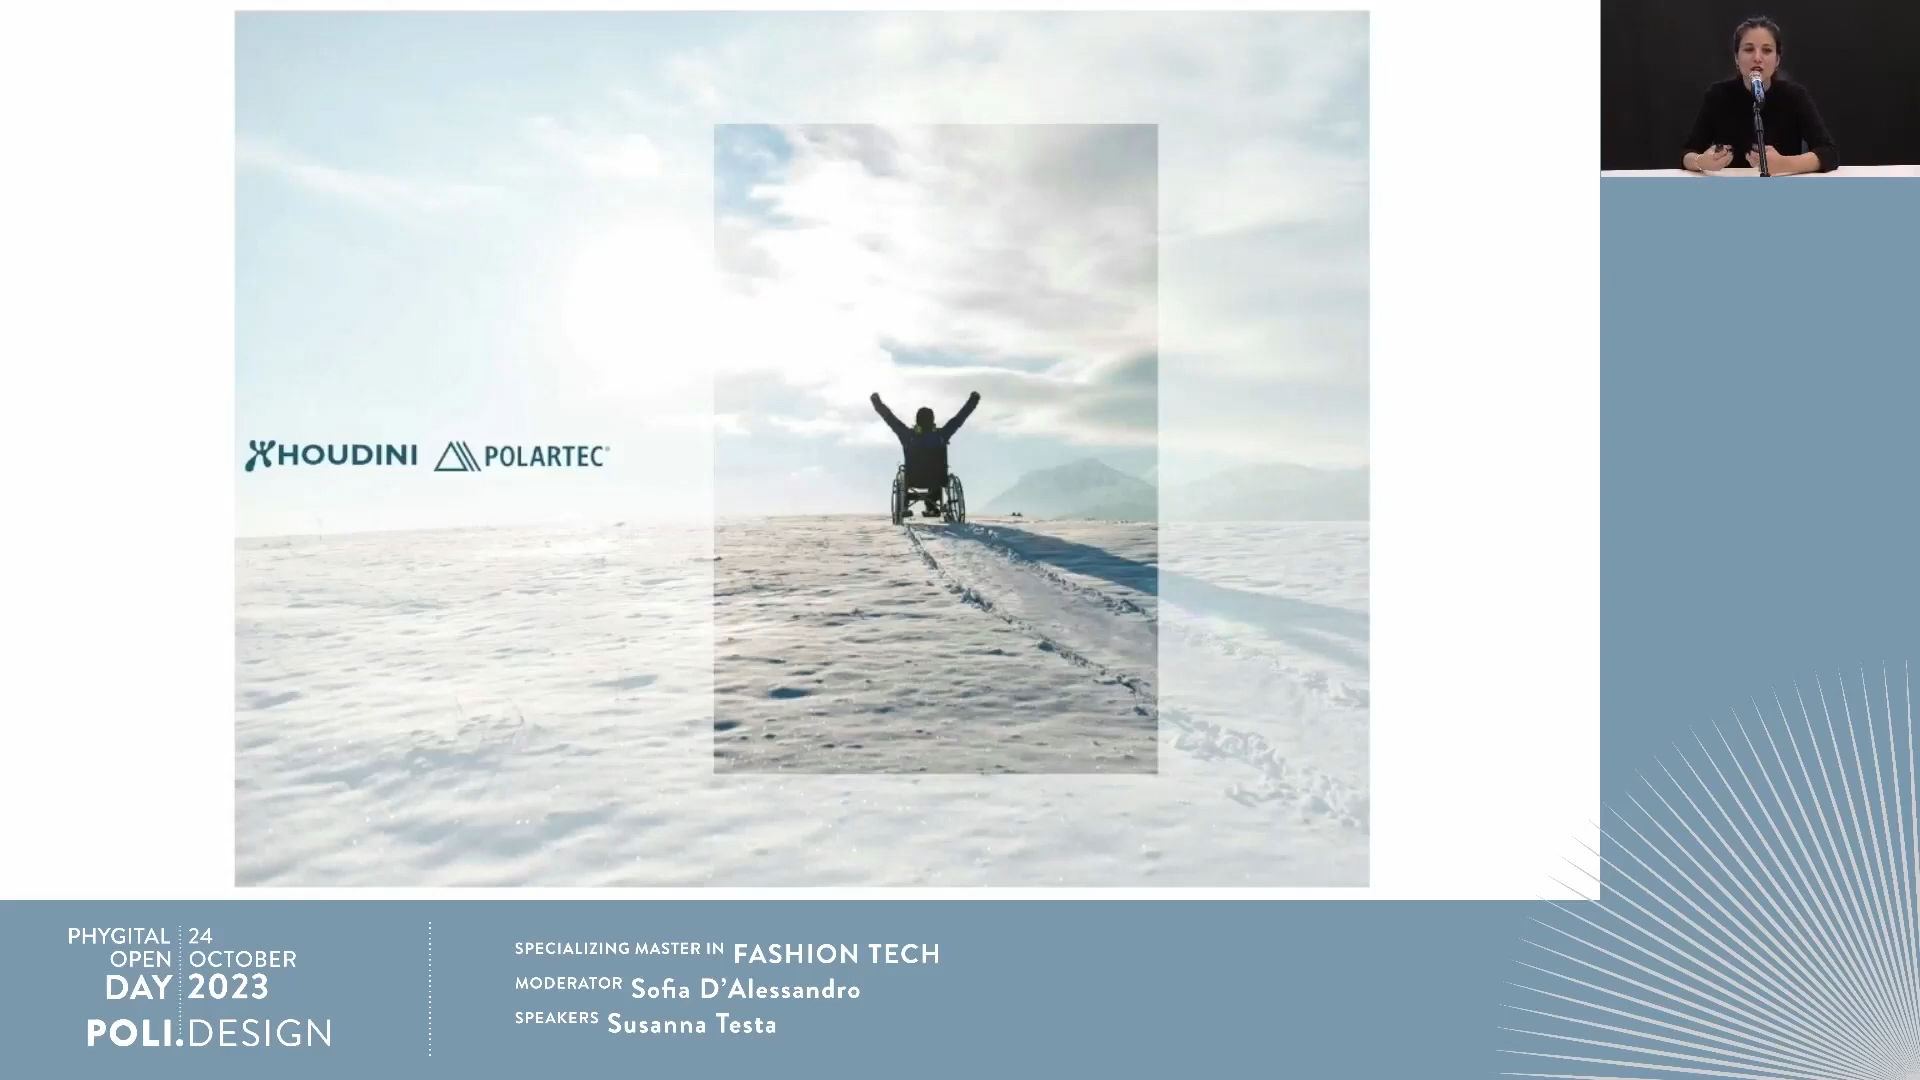 HOUDINI POLARTEC®
PHYGITAL 24
OPEN OCTOBER
DAY 2023
POLI.DESIGN
SPECIALIZING MASTER IN FASHION TECH
MODERATOR Sofia D’Alessandro
SPEAKERS Susanna Testa